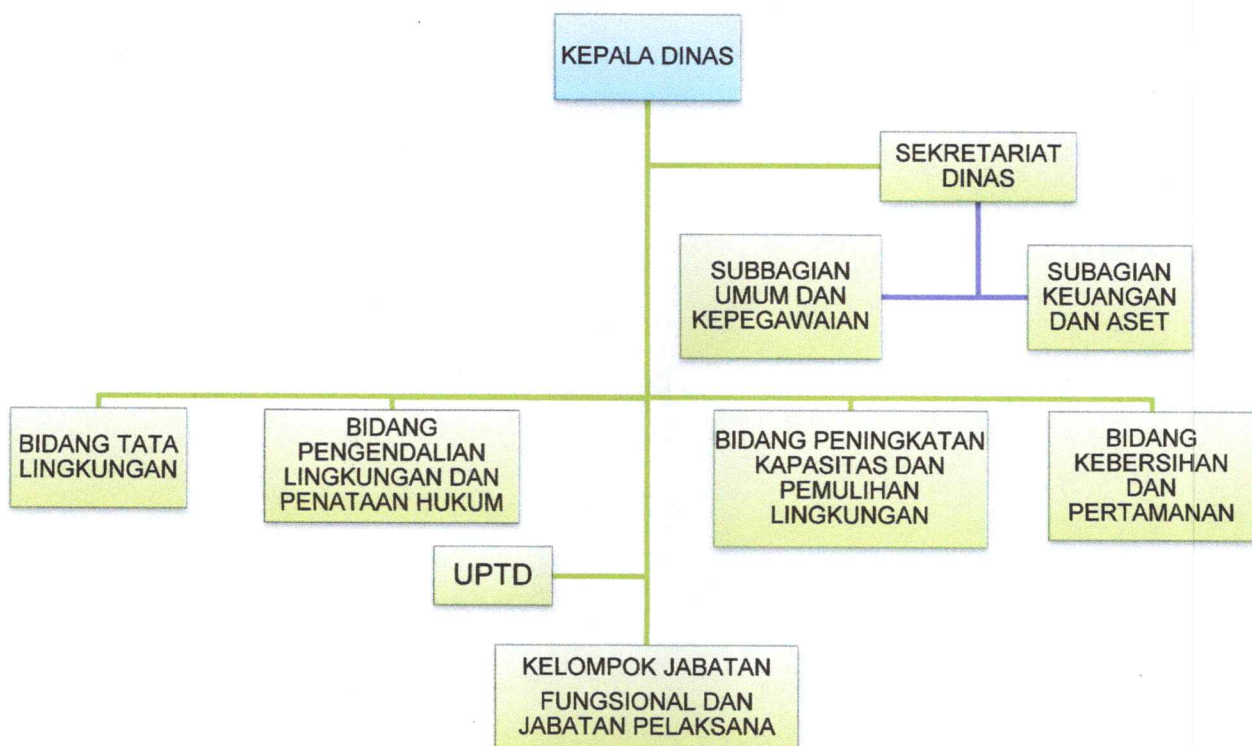 KEPALA DINAS
SEKRETARIAT
DINAS
SUBBAGIAN
UMUM DAN
KEPEGAWAIAN
SUBAGIAN
KEUANGAN
DAN ASET
BIDANG TATA
LINGKUNGAN
BIDANG
PENGENDALIAN
LINGKUNGAN DAN
PENATAAN HUKUM
BIDANG PENINGKATAN
KAPASITAS DAN
PEMULIHAN
LINGKUNGAN
BIDANG
KEBERSIHAN
DAN
PERTAMANAN
UPTD
KELOMPOK JABATAN
FUNGSIONAL DAN
JABATAN PELAKSANA